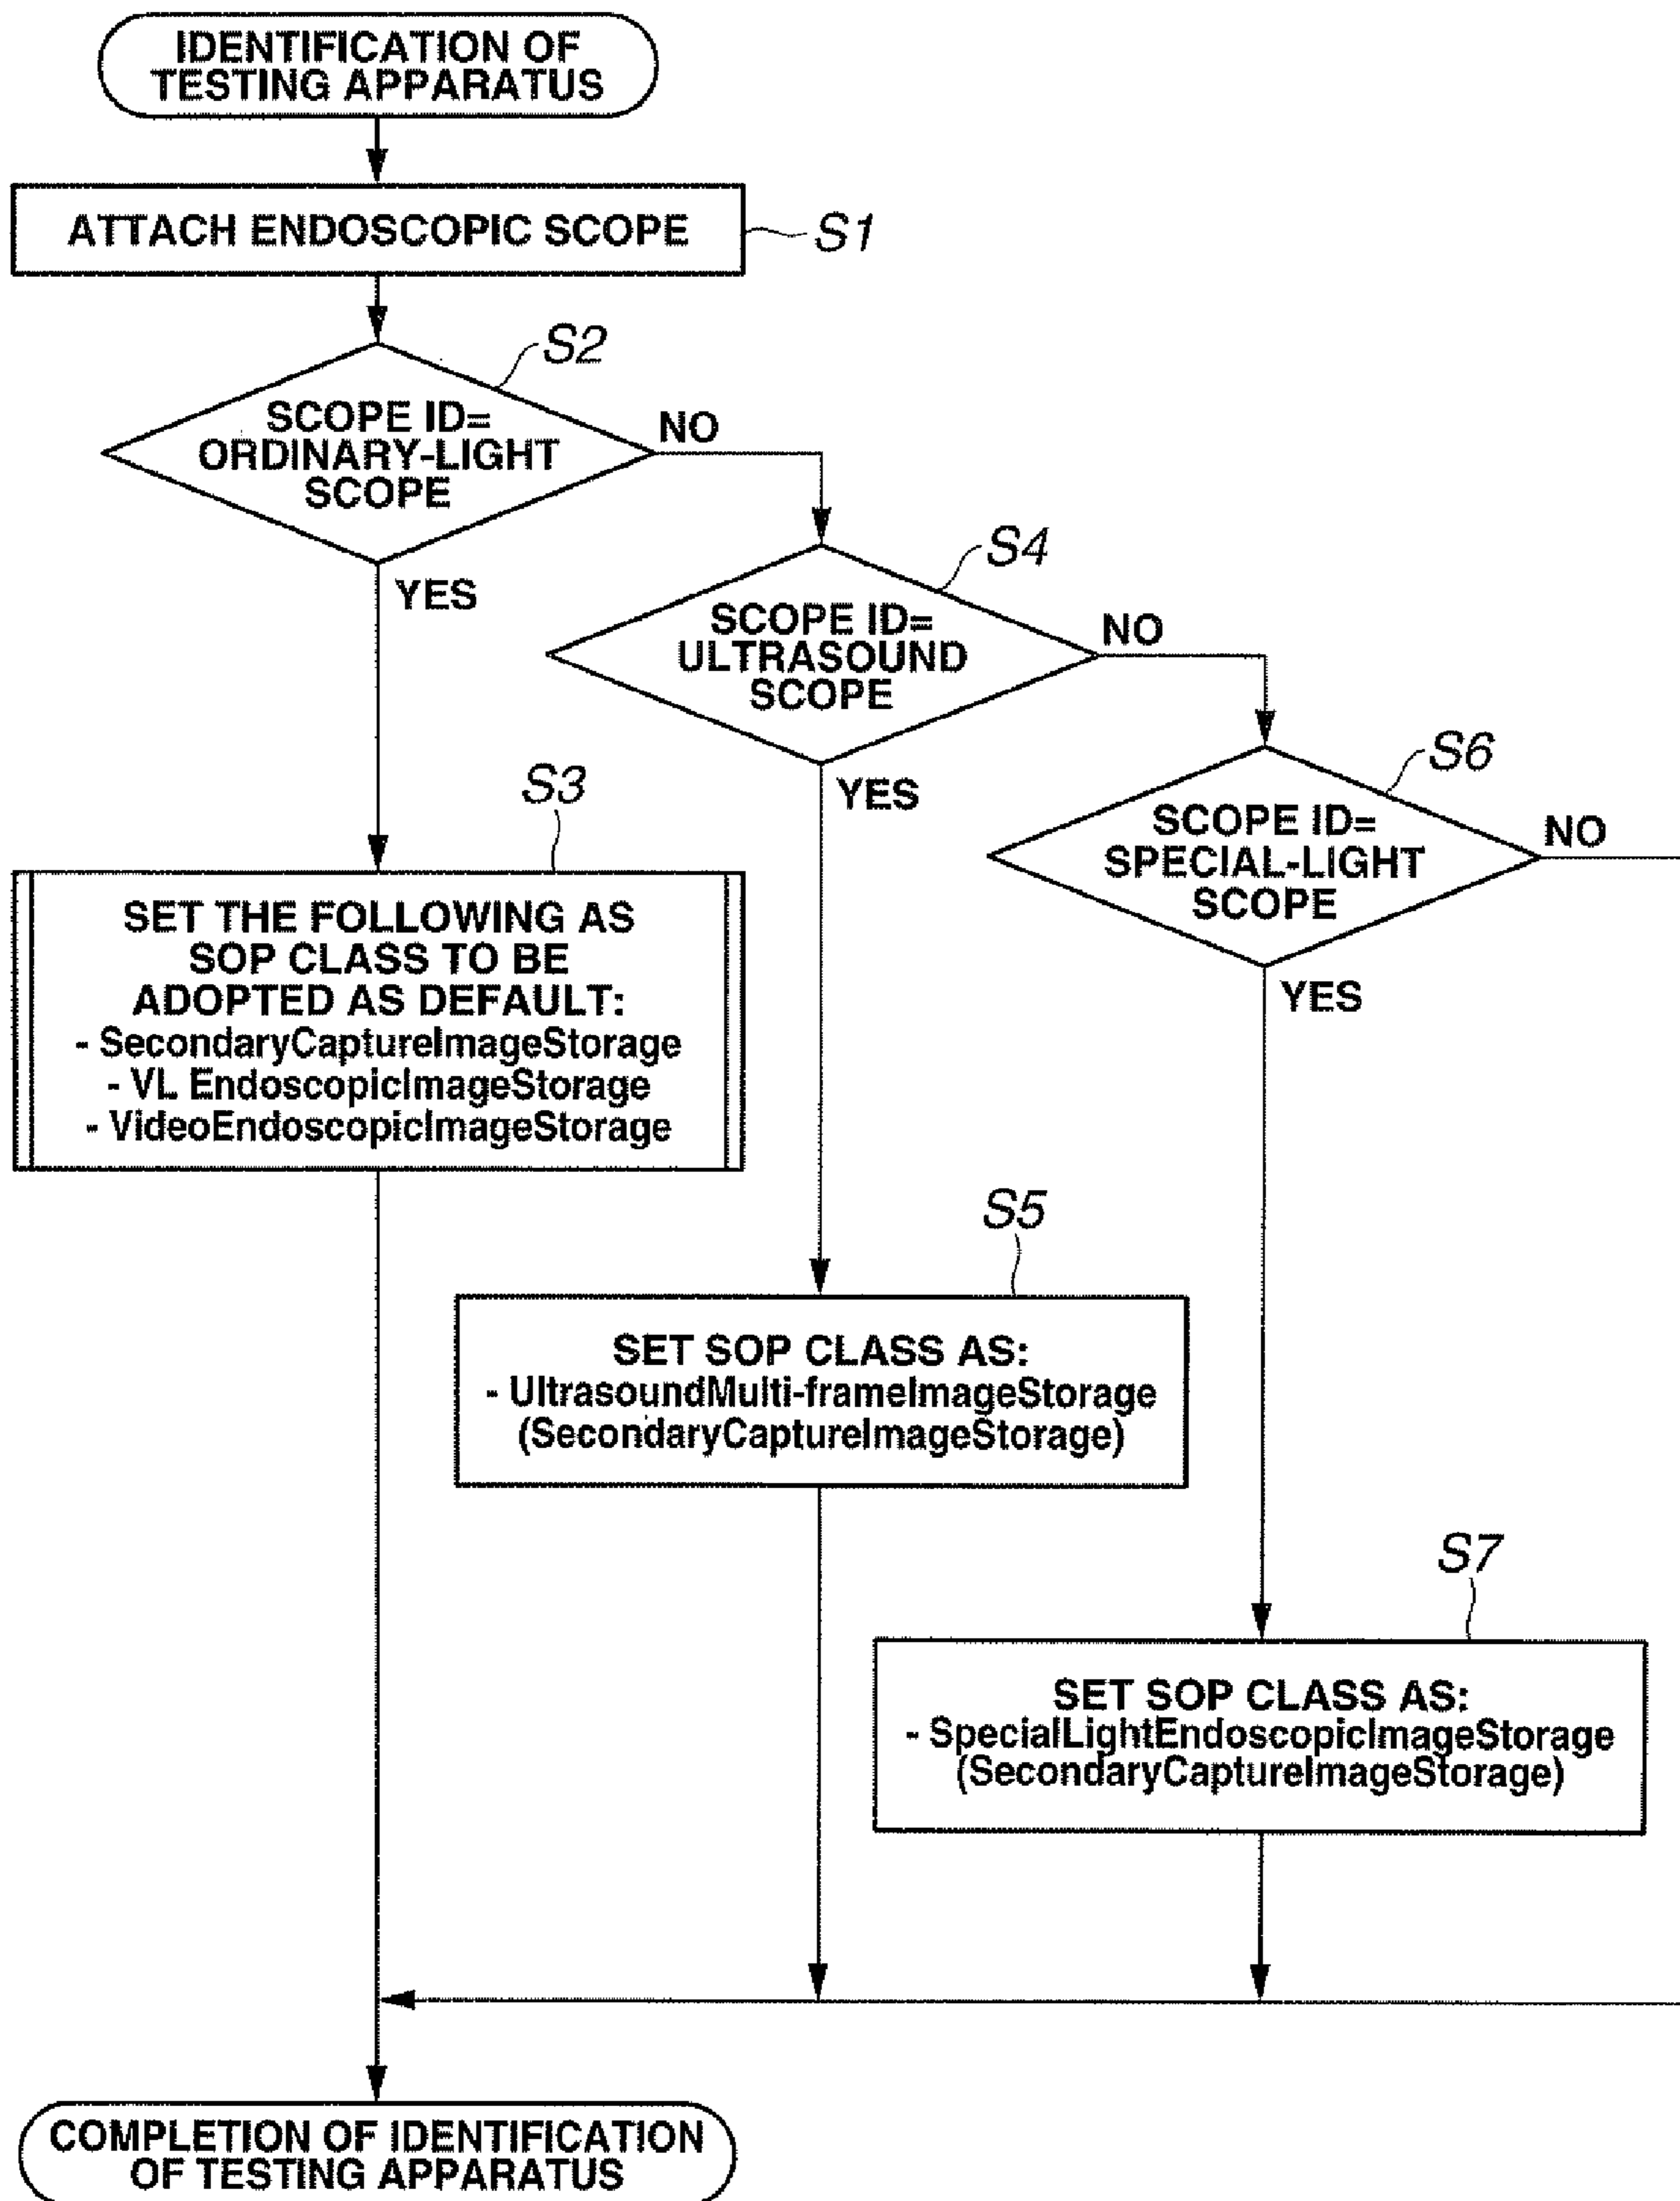 IDENTIFICATION OF
TESTING APPARATUS
ATTACH ENDOSCOPIC SCOPE
S1
S2
SCOPE ID=
ORDINARY-LIGHT
SCOPE
NO
YES
S4
SCOPE ID=
ULTRASOUND
SCOPE
NO
YES
S6
SCOPE ID=
SPECIAL-LIGHT
SCOPE
NO
YES
S3
SET THE FOLLOWING AS
SOP CLASS TO BE
ADOPTED AS DEFAULT:
- SecondaryCaptureImageStorage
- VL EndoscopicImageStorage
- VideoEndoscopicImageStorage
S5
SET SOP CLASS AS:
- UltrasoundMulti-frameImageStorage
(SecondaryCaptureImageStorage)
S7
SET SOP CLASS AS:
- SpecialLightEndoscopicImageStorage
(SecondaryCaptureImageStorage)
COMPLETION OF IDENTIFICATION
OF TESTING APPARATUS